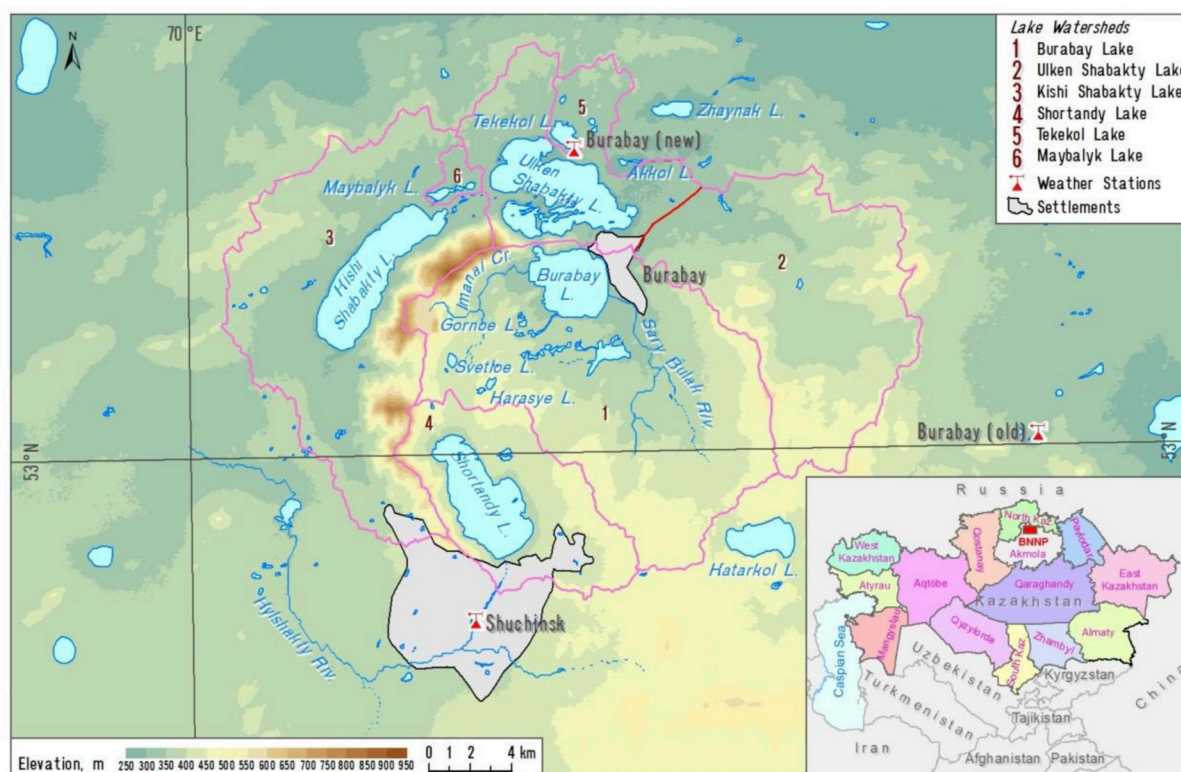 N
70 °E
Lake Watersheds
1 Burabay Lake
2 Ulken Shabakty Lake
3 Kishi Shabakty Lake
4 Shortandy Lake
5 Tekekol Lake
6 Maybalyk Lake
Weather Stations
Settlements
5
Zhaynak L.
Tekekol L.
Burabay (new)
Ulken
Shabakty L.
Akkol L.
6
Maybalyk L.
3
Kishi
Shabakty L.
Imanai Cr.
Burabay
L.
Burabay
2
Gornoe L.
Sary Bulak Riv.
Svetloe L.
Harasye L.
4
1
Burabay (old)
53°N
53°N
Shortandy L.
Hatarkol L.
Kylshakty Riv.
Shuchinsk
Russia
North Kaz.
BNNP
Akmola
Pavlodar
Qostanay
West
Kazakhstan
Atyrau
Aqtöbe
Qaraghandy
East
Kazakhstan
Kazakhstan
Mangystau
Caspian Sea
Qyzylorda
South Kaz.
Zhambyl
Almaty
Uzbekistan
Kyrgyzstan
China
Turkmenistan
Tajikistan
Iran
Afghanistan
Pakistan
Elevation, m
250 300 350 400 450 500 550 600 650 700 750 800 850 900 950
0 1 2 4 km